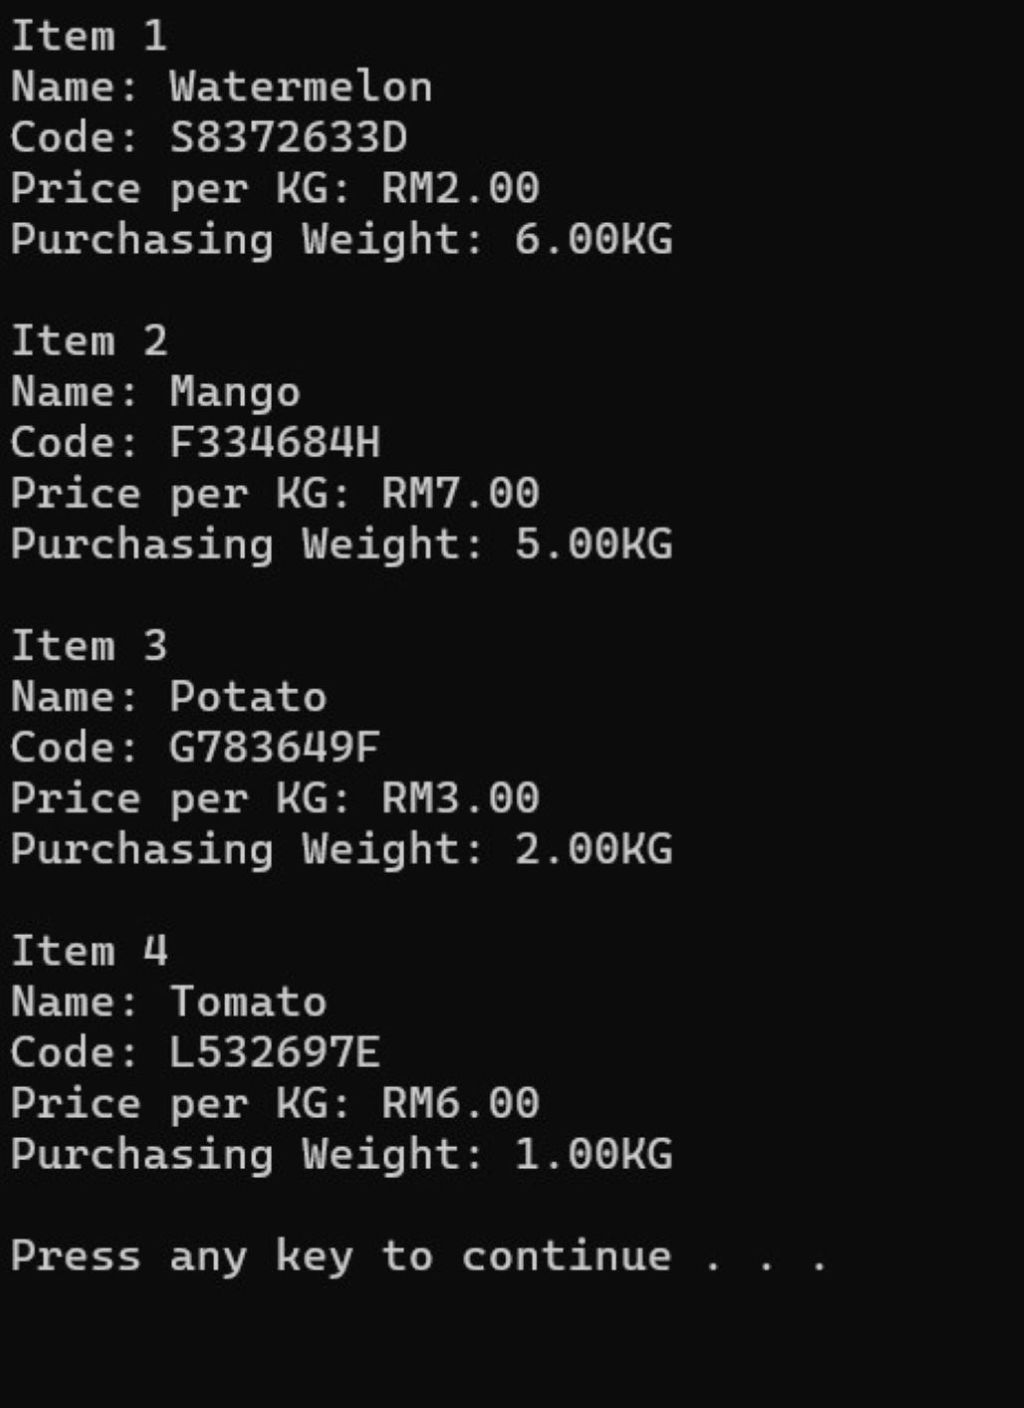 Item 1
Name: Watermelon
Code: S8372633D
Price per KG: RM2.00
Purchasing Weight: 6.00KG
Item 2
Name: Mango
Code: F334684H
Price per KG: RM7.00
Purchasing Weight: 5.00KG
Item 3
Name: Potato
Code: G783649F
Price per KG: RM3.00
Purchasing Weight: 2.00KG
Item 4
Name: Tomato
Code: L532697E
Price per KG: RM6.00
Purchasing Weight: 1.00KG
Press any key to continue . . .